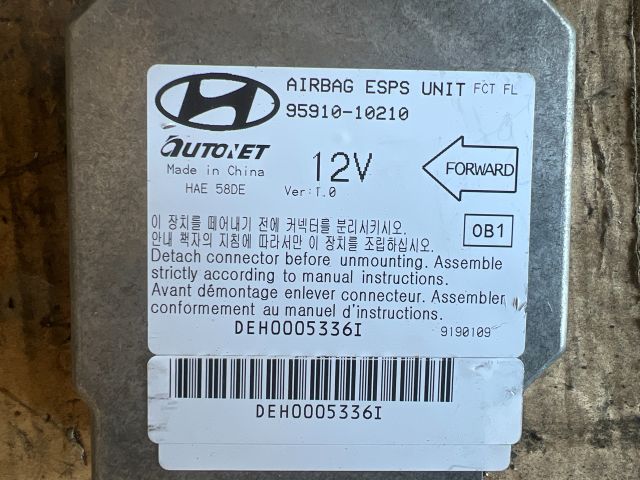 AIRBAG ESPS UNIT FCT FL
95910-10210
AUTONET
Made in China
HAE 58DE
12V
Ver:1.0
FORWARD
이 장치를 떼어내기 전에 커넥터를 분리시키시오.
안내 책자의 지침에 따라서만 이 장치를 조립하십시오.
0B1
Detach connector before unmounting. Assemble
strictly according to manual instructions.
Avant démontage enlever connecteur. Assembler
conformement au manuel d'instructions.
DEH0005336I
9190109
DEH0005336I